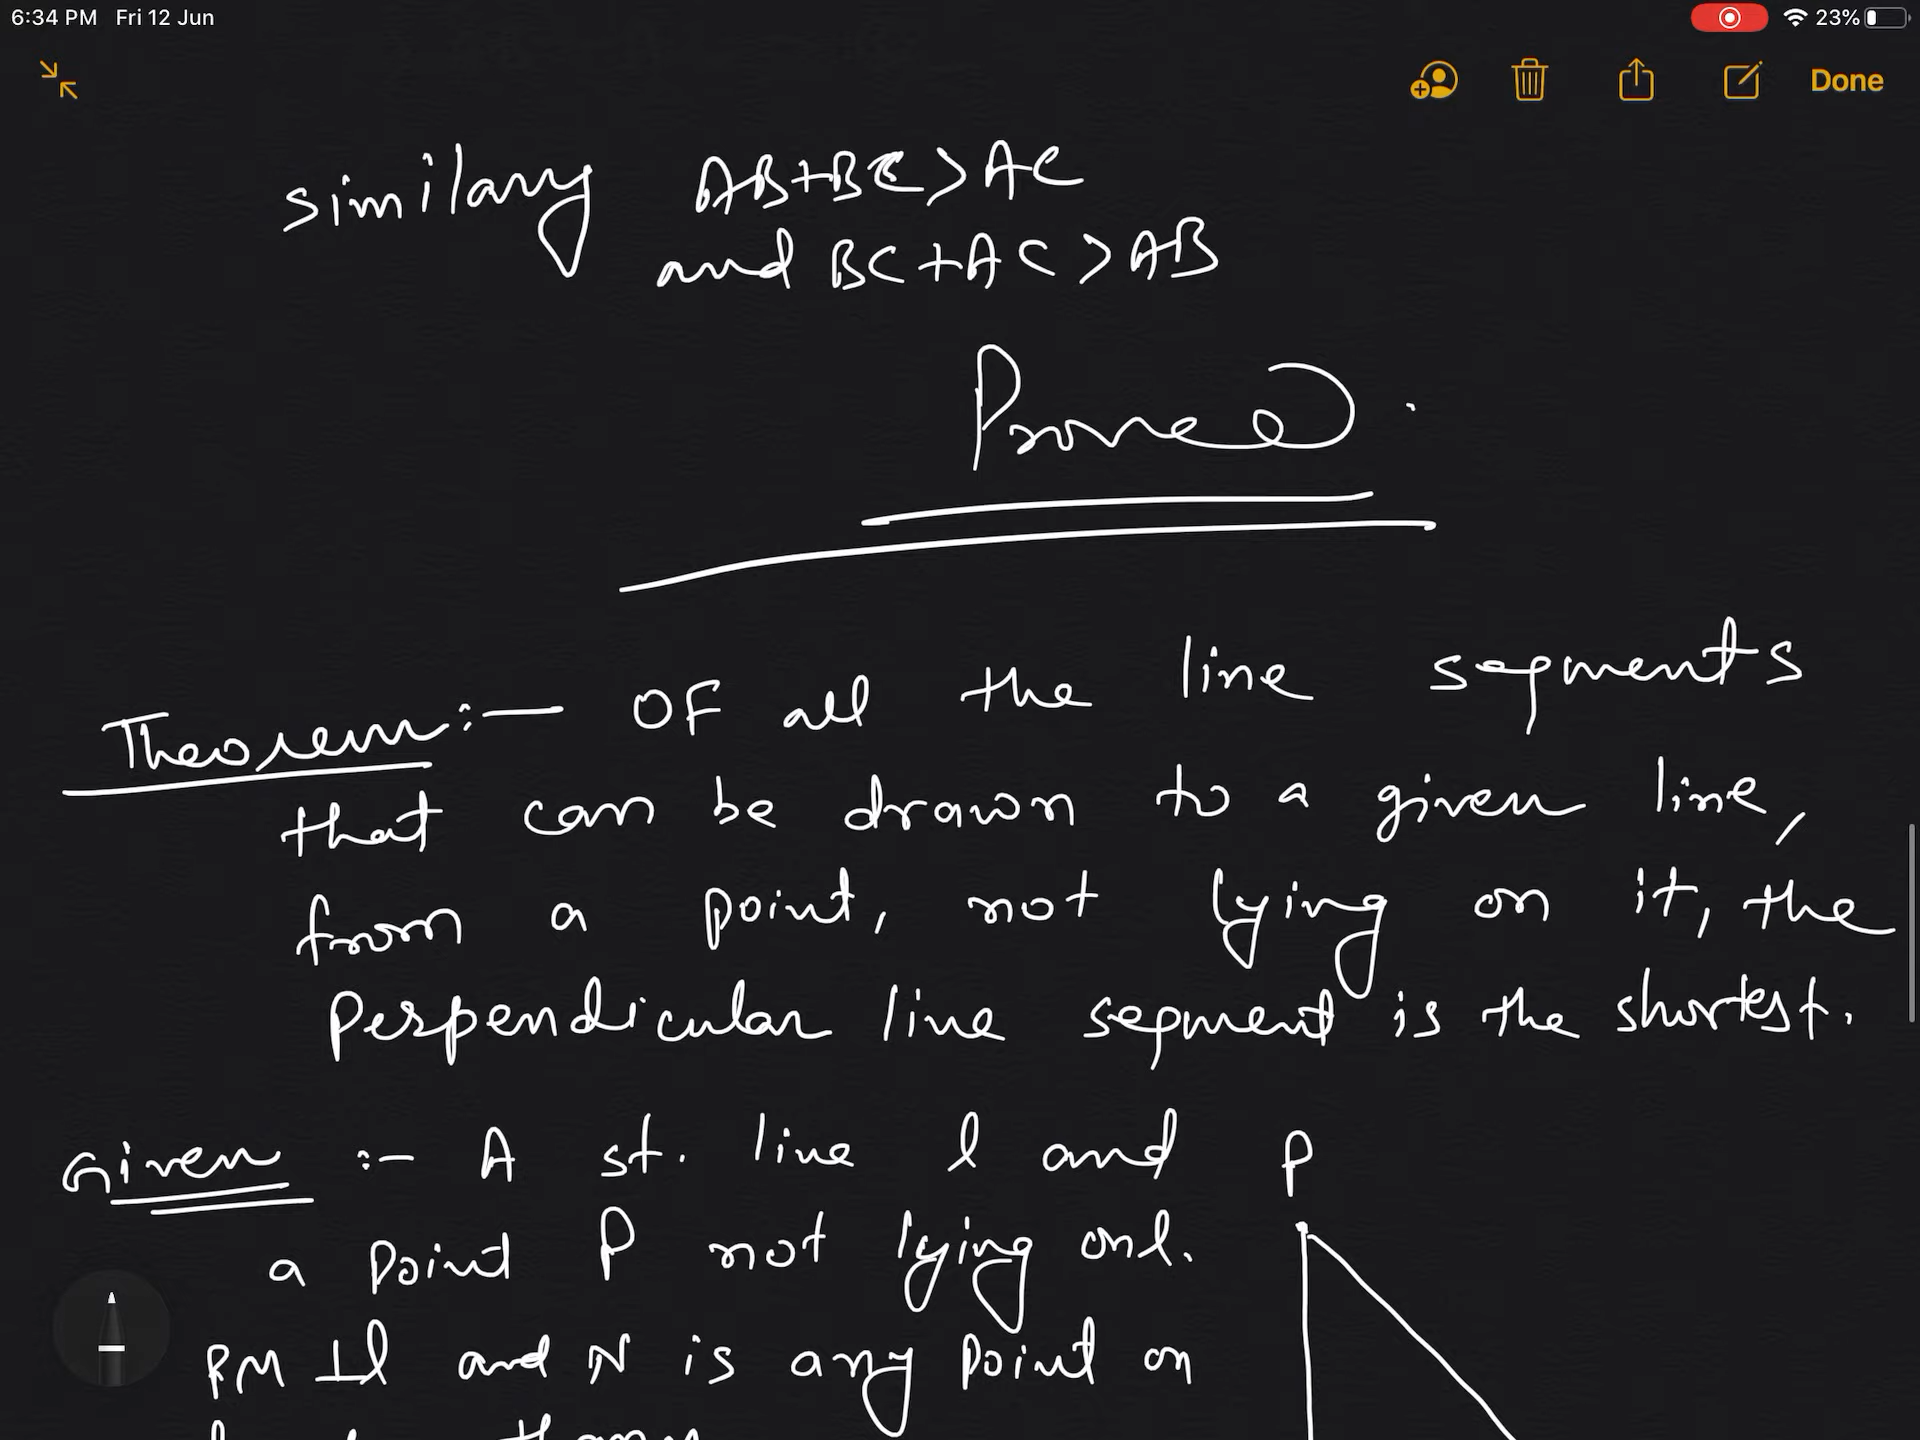 6:34 PM Fri 12 Jun 23%
Done
similary AB+BC>AC
and BC+AC>AB
Proved.
Theorem:- OF all the line segments
that can be drawn to a given line,
from a point, not lying on it, the
Perpendicular line segment is the shortest.
Given :- A st. line l and P
a Point P not lying on l.
PM ⊥ l and N is any Point on